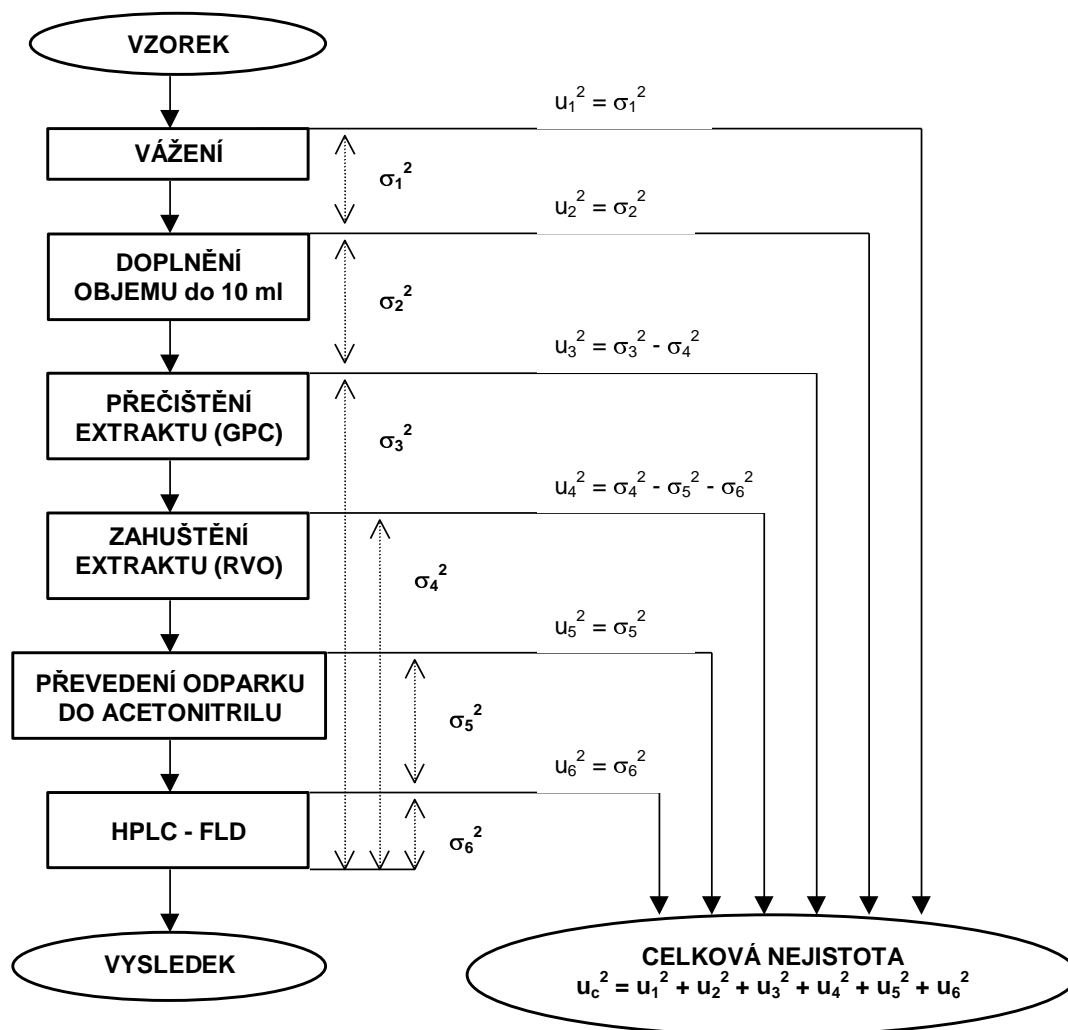 VZOREK
u₁² = σ₁²
VÁŽENÍ
σ₁²
u₂² = σ₂²
DOPLNĚNÍ
OBJEMU do 10 ml
σ₂²
u₃² = σ₃² - σ₄²
PŘEČIŠTĚNÍ
EXTRAKTU (GPC)
σ₃²
u₄² = σ₄² - σ₅² - σ₆²
ZAHUŠTĚNÍ
EXTRAKTU (RVO)
σ₄²
u₅² = σ₅²
PŘEVEDENÍ ODPARKU
DO ACETONITRILU
σ₅²
u₆² = σ₆²
HPLC - FLD
σ₆²
VYSLEDEK
CELKOVÁ NEJISTOTA
u꜀² = u₁² + u₂² + u₃² + u₄² + u₅² + u₆²